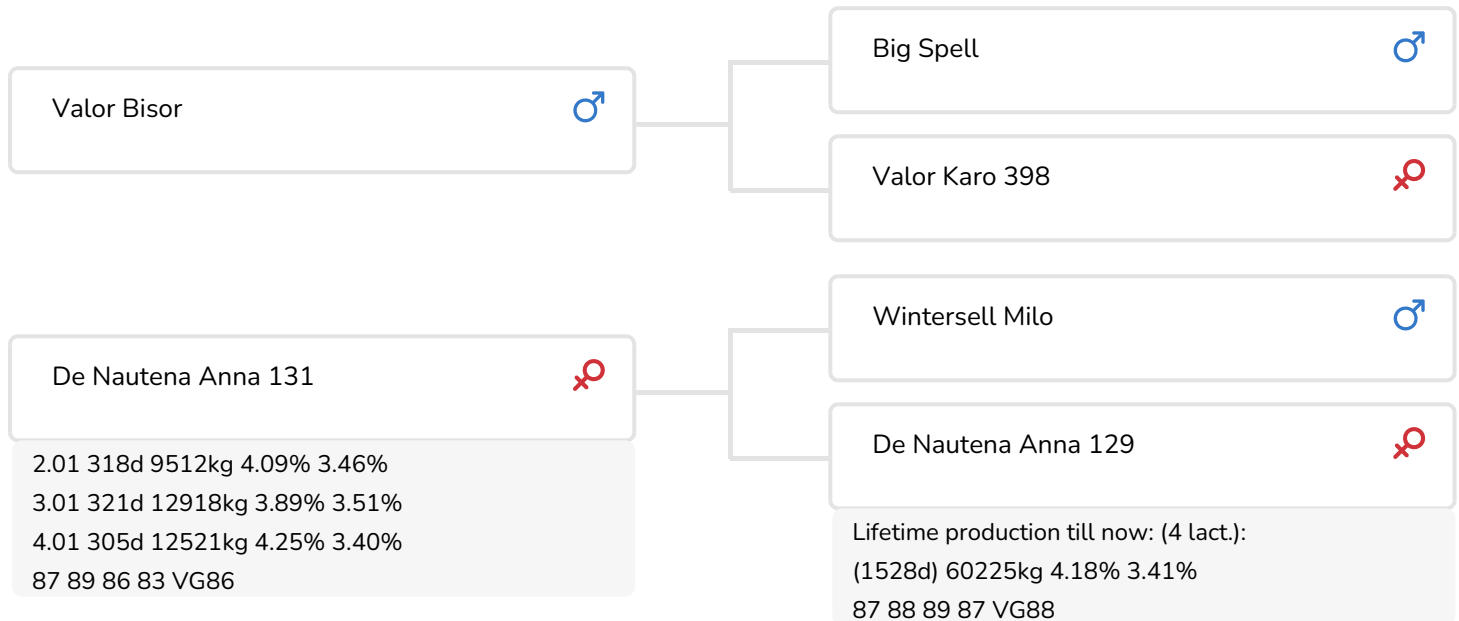 Valor Bisor
Big Spell
Valor Karo 398
De Nautena Anna 131
2.01 318d 9512kg 4.09% 3.46%
3.01 321d 12918kg 3.89% 3.51%
4.01 305d 12521kg 4.25% 3.40%
87 89 86 83 VG86
Wintersell Milo
De Nautena Anna 129
Lifetime production till now: (4 lact.):
(1528d) 60225kg 4.18% 3.41%
87 88 89 87 VG88